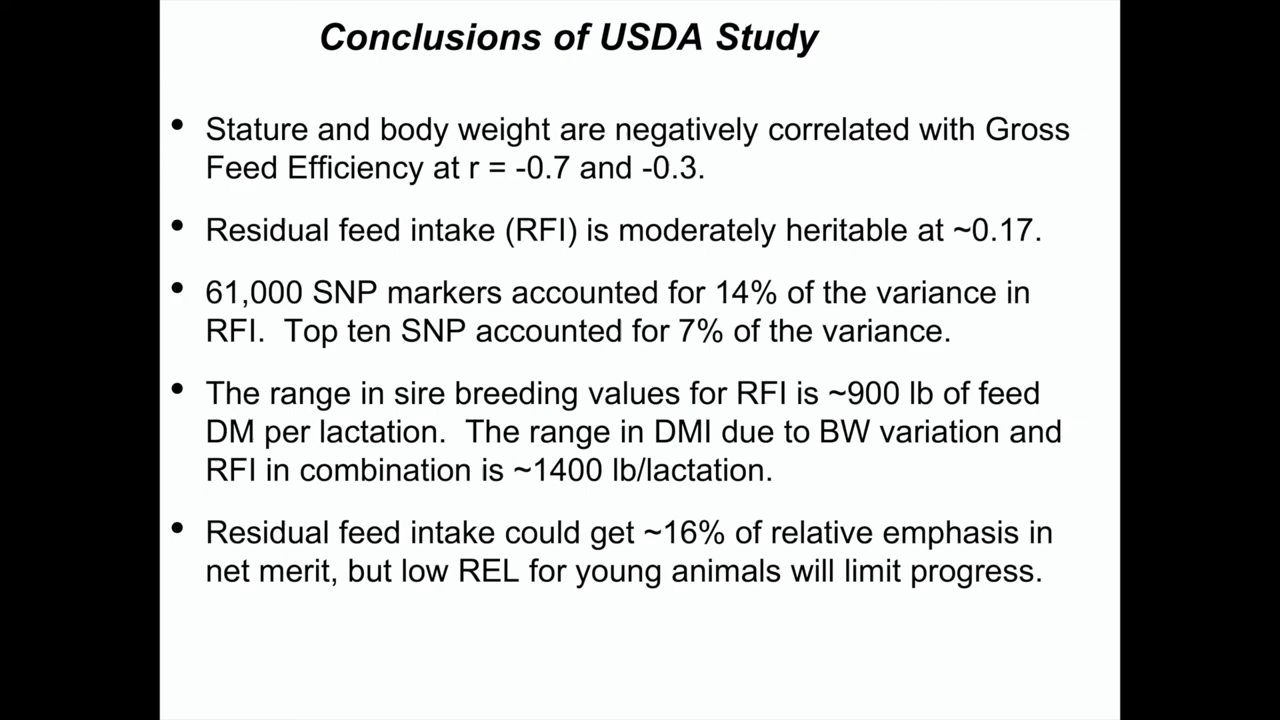 Conclusions of USDA Study
• Stature and body weight are negatively correlated with Gross
Feed Efficiency at r = -0.7 and -0.3.
• Residual feed intake (RFI) is moderately heritable at ~0.17.
• 61,000 SNP markers accounted for 14% of the variance in
RFI.  Top ten SNP accounted for 7% of the variance.
• The range in sire breeding values for RFI is ~900 lb of feed
DM per lactation.  The range in DMI due to BW variation and
RFI in combination is ~1400 lb/lactation.
• Residual feed intake could get ~16% of relative emphasis in
net merit, but low REL for young animals will limit progress.